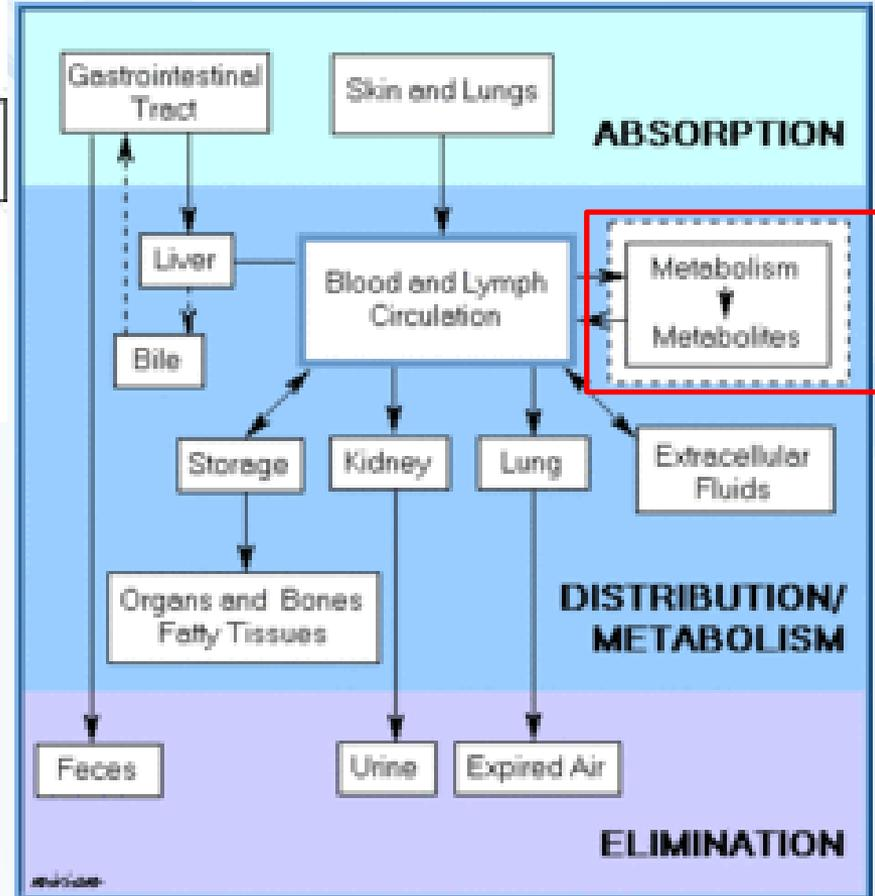 Gastrointestinal
Tract
Skin and Lungs
ABSORPTION
Liver
Blood and Lymph
Circulation
Metabolism
Metabolites
Bile
Storage
Kidney
Lung
Extracellular
Fluids
Organs and Bones
Fatty Tissues
DISTRIBUTION/
METABOLISM
Feces
Urine
Expired Air
ELIMINATION